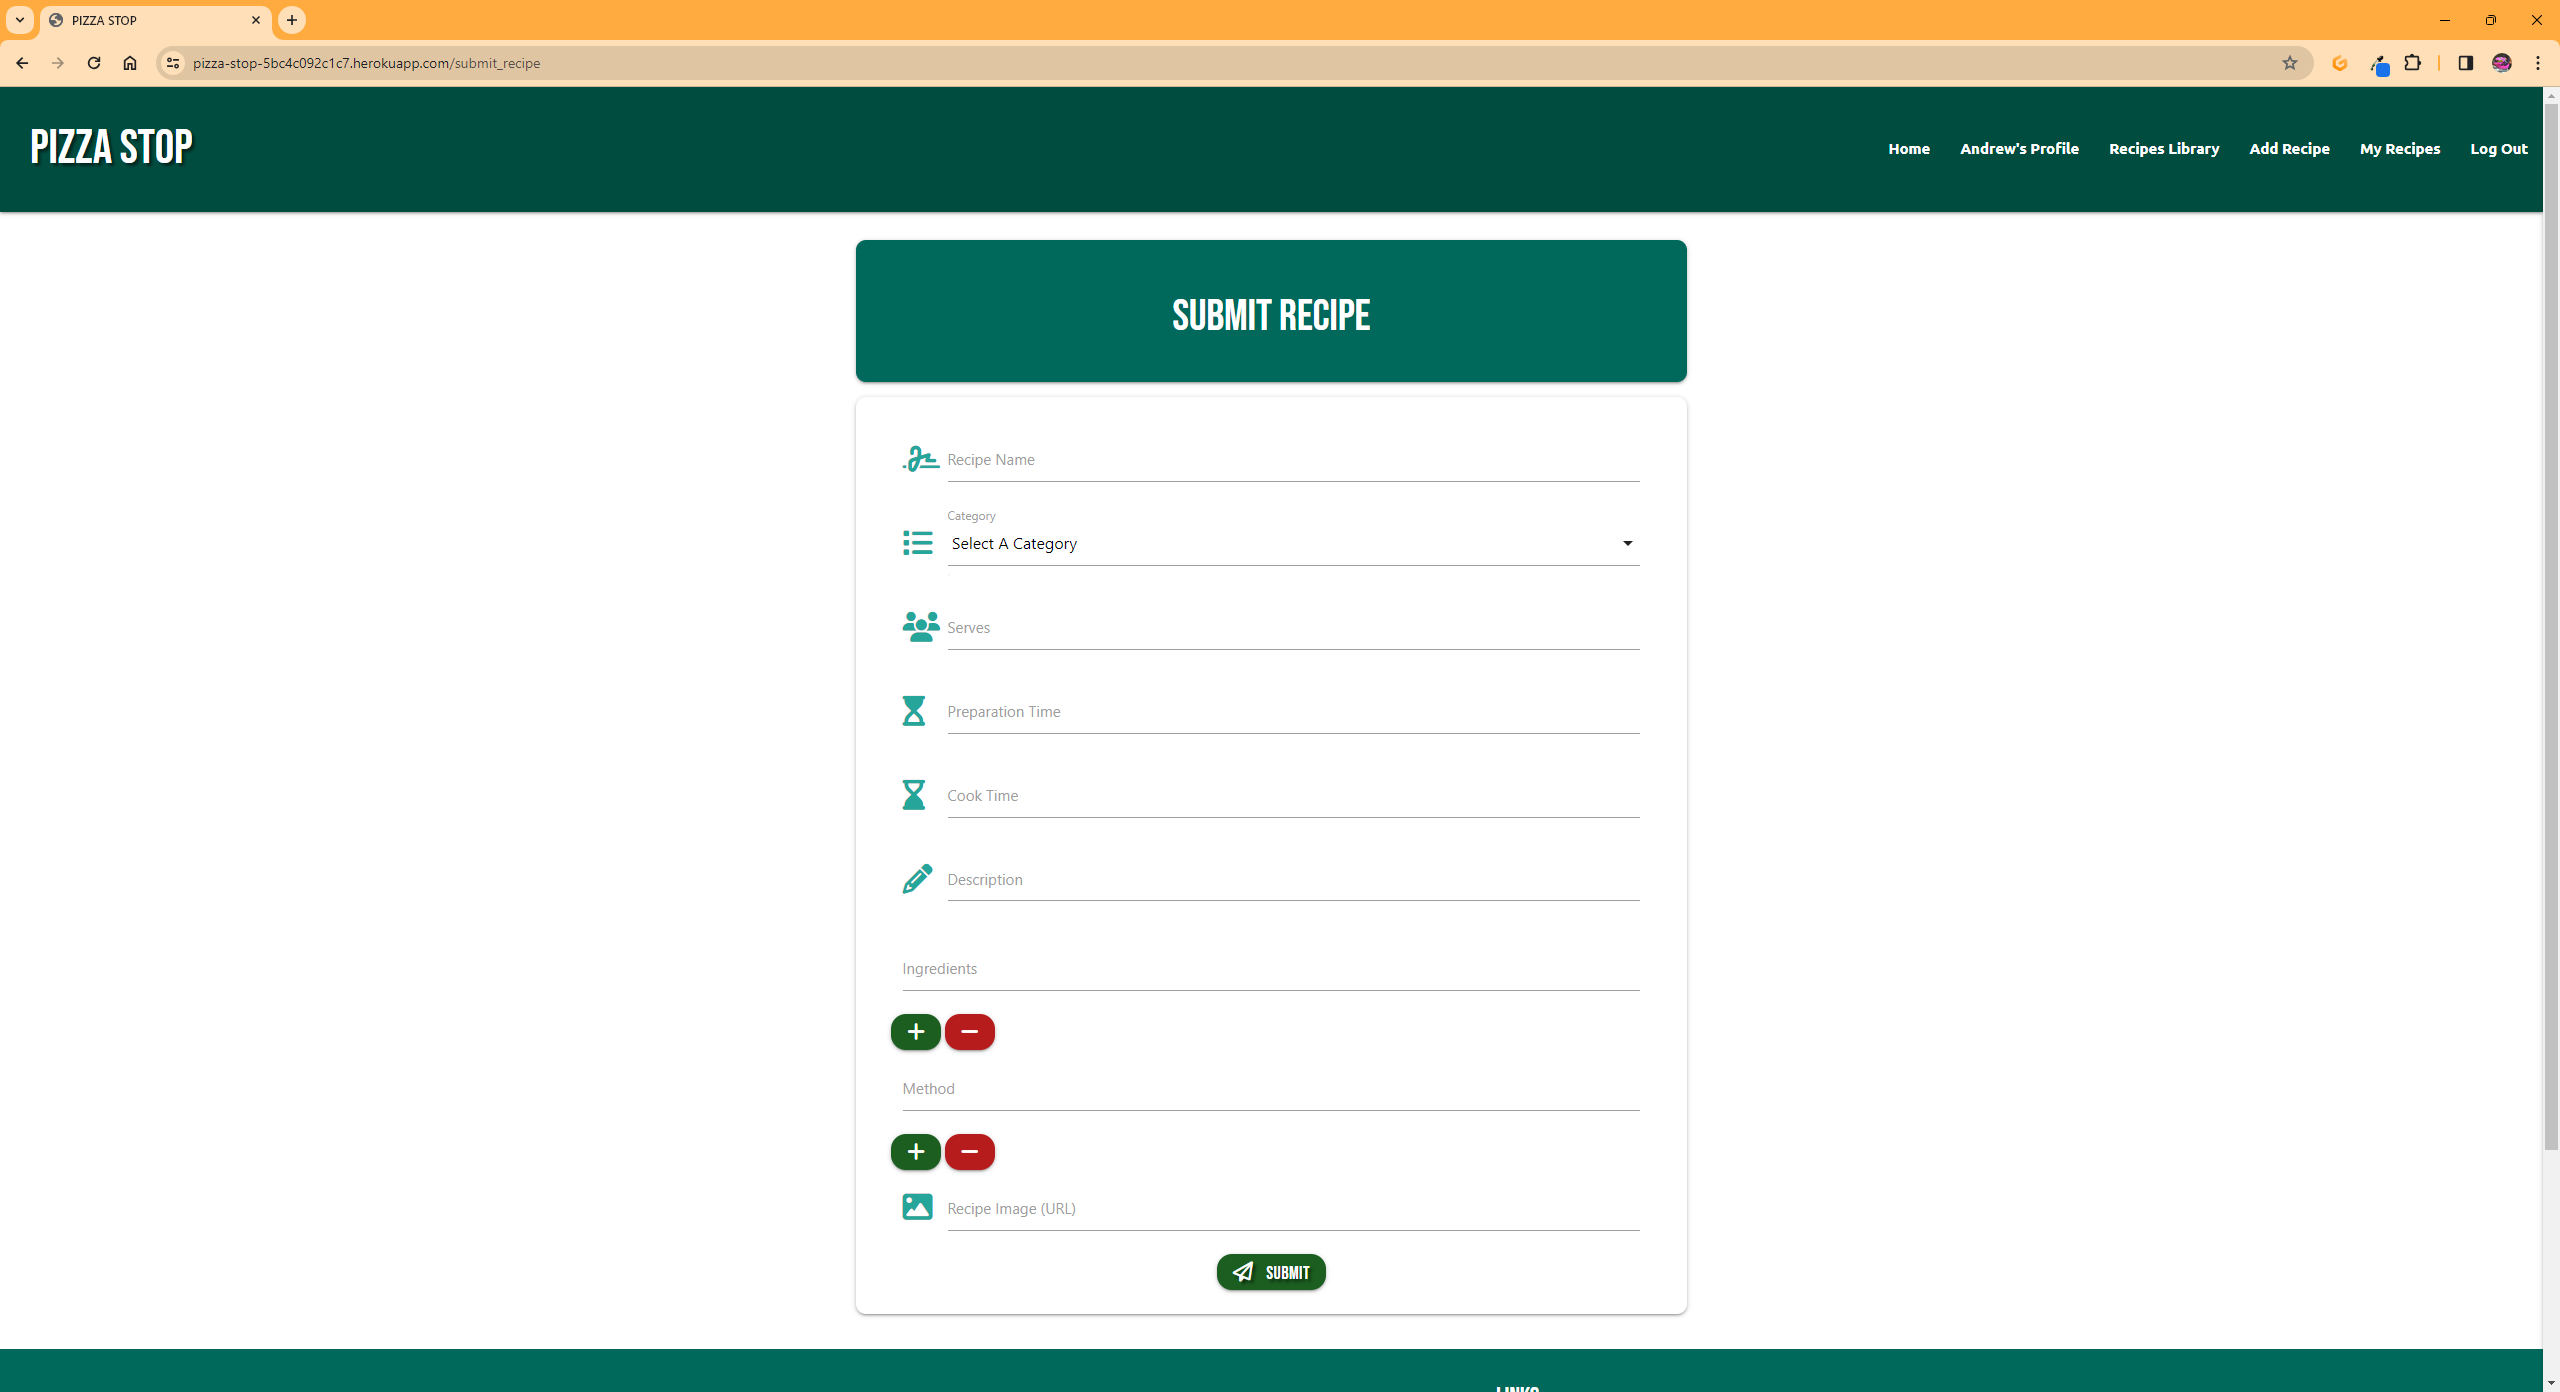 PIZZA STOP
pizza-stop-5bc4c092c1c7.herokuapp.com/submit_recipe
PIZZA STOP
Home Andrew's Profile Recipes Library Add Recipe My Recipes Log Out
SUBMIT RECIPE
Recipe Name
Category
Select A Category
Serves
Preparation Time
Cook Time
Description
Ingredients
Method
Recipe Image (URL)
SUBMIT
LINKS